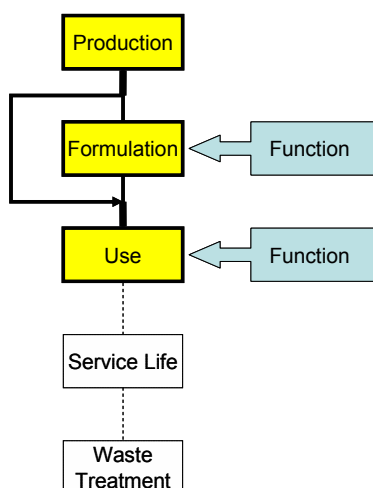 Production
Formulation
Function
Use
Function
Service Life
Waste
Treatment